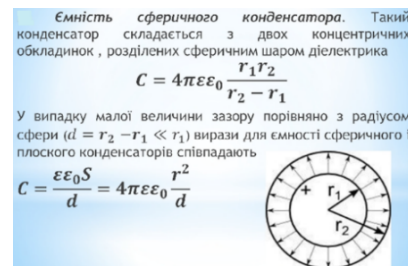 Ємність сферичного конденсатора. Такий
конденсатор складається з двох концентричних
обкладинок , розділених сферичним шаром діелектрика
C = 4πεε₀ r₁r₂ / (r₂ − r₁)
У випадку малої величини зазору порівняно з радіусом
сфери (d = r₂ −r₁ ≪ r₁) вирази для ємності сферичного і
плоского конденсаторів співпадають
C = εε₀S / d = 4πεε₀ r² / d
+ r₁
r₂